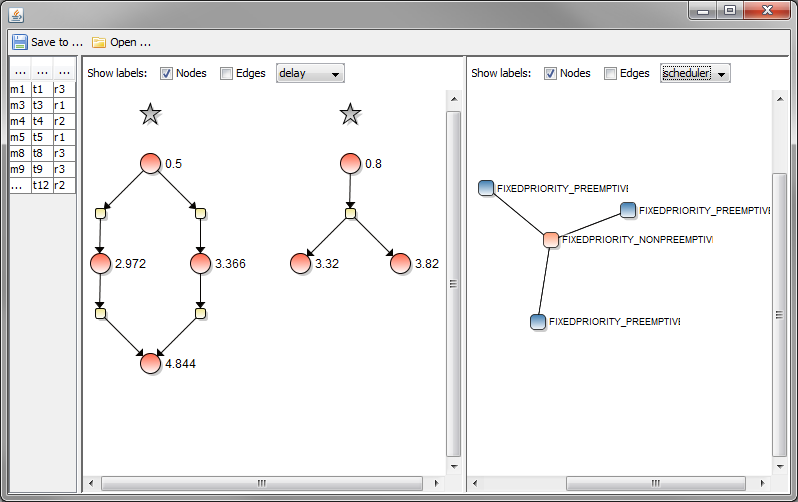 Save to ... Open ...
... ... ...
m1 t1 r3
m3 t3 r1
m4 t4 r2
m5 t5 r1
m8 t8 r3
m9 t9 r3
... t12 r2
Show labels: Nodes Edges delay
0.5 0.8
2.972 3.366 3.32 3.82
4.844
Show labels: Nodes Edges scheduler
FIXEDPRIORITY_PREEMPTIVE
FIXEDPRIORITY_PREEMPTIVE
FIXEDPRIORITY_NONPREEMPTIVE
FIXEDPRIORITY_PREEMPTIVE